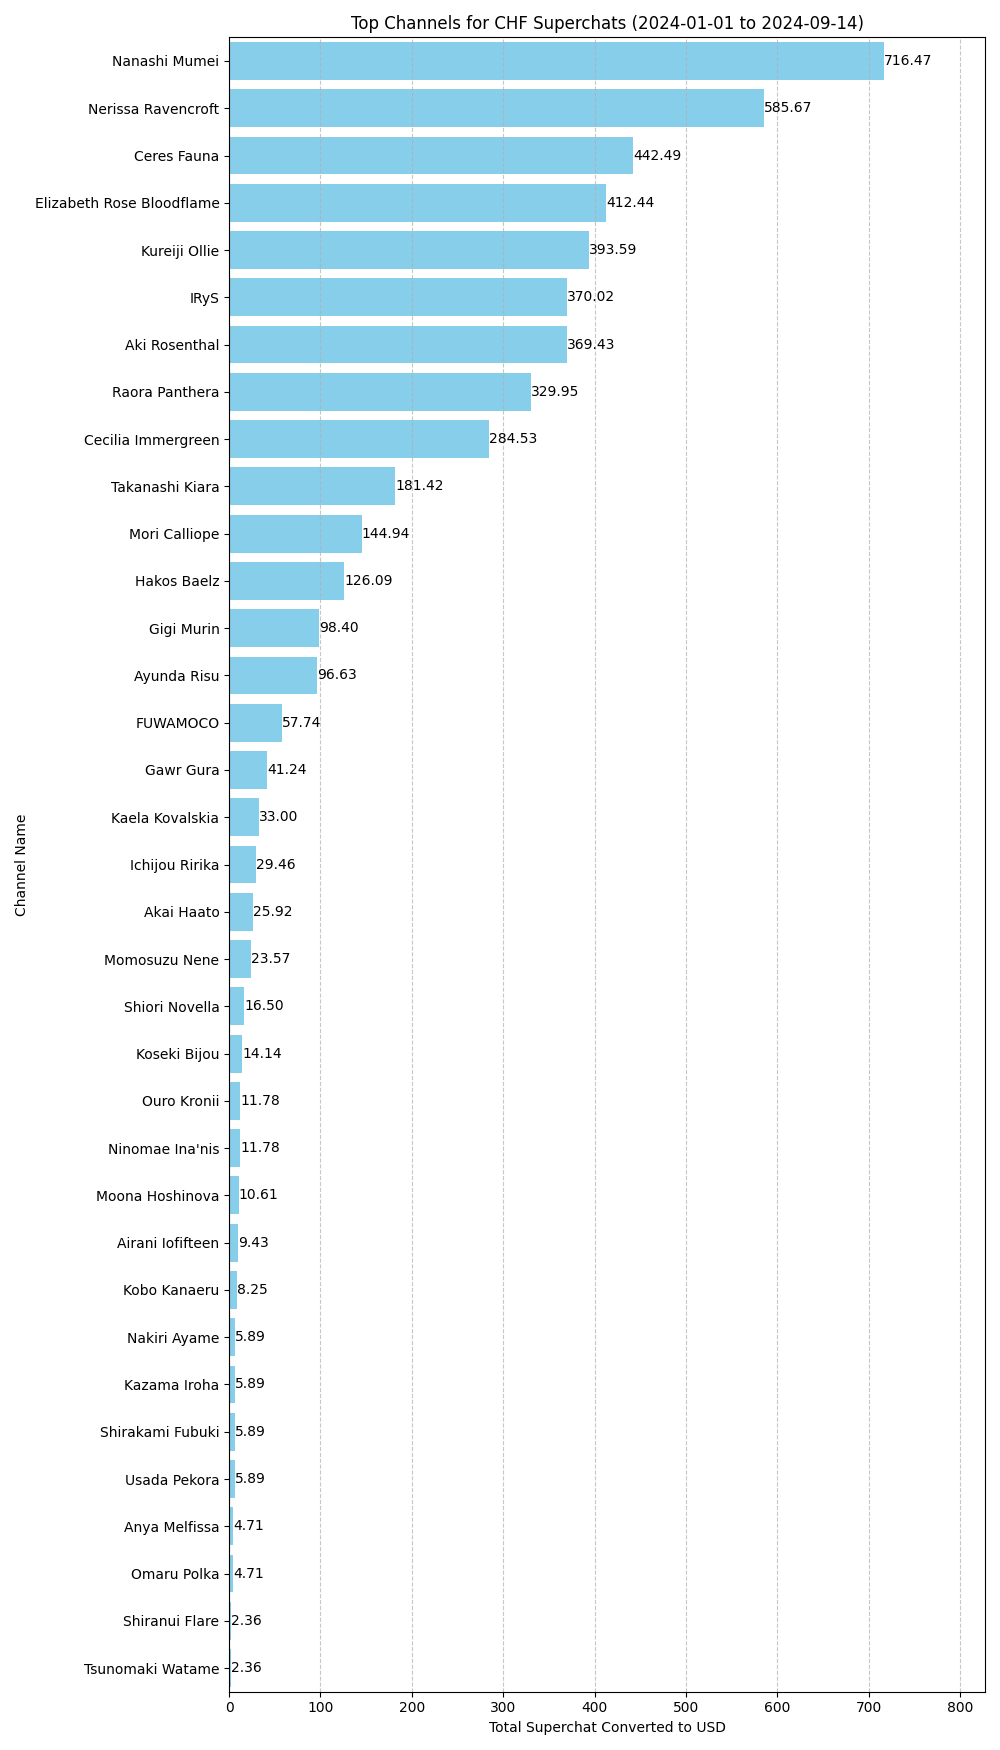 Top Channels for CHF Superchats (2024-01-01 to 2024-09-14)
Channel Name
Nanashi Mumei 716.47
Nerissa Ravencroft 585.67
Ceres Fauna 442.49
Elizabeth Rose Bloodflame 412.44
Kureiji Ollie 393.59
IRyS 370.02
Aki Rosenthal 369.43
Raora Panthera 329.95
Cecilia Immergreen 284.53
Takanashi Kiara 181.42
Mori Calliope 144.94
Hakos Baelz 126.09
Gigi Murin 98.40
Ayunda Risu 96.63
FUWAMOCO 57.74
Gawr Gura 41.24
Kaela Kovalskia 33.00
Ichijou Ririka 29.46
Akai Haato 25.92
Momosuzu Nene 23.57
Shiori Novella 16.50
Koseki Bijou 14.14
Ouro Kronii 11.78
Ninomae Ina'nis 11.78
Moona Hoshinova 10.61
Airani Iofifteen 9.43
Kobo Kanaeru 8.25
Nakiri Ayame 5.89
Kazama Iroha 5.89
Shirakami Fubuki 5.89
Usada Pekora 5.89
Anya Melfissa 4.71
Omaru Polka 4.71
Shiranui Flare 2.36
Tsunomaki Watame 2.36
0 100 200 300 400 500 600 700 800
Total Superchat Converted to USD